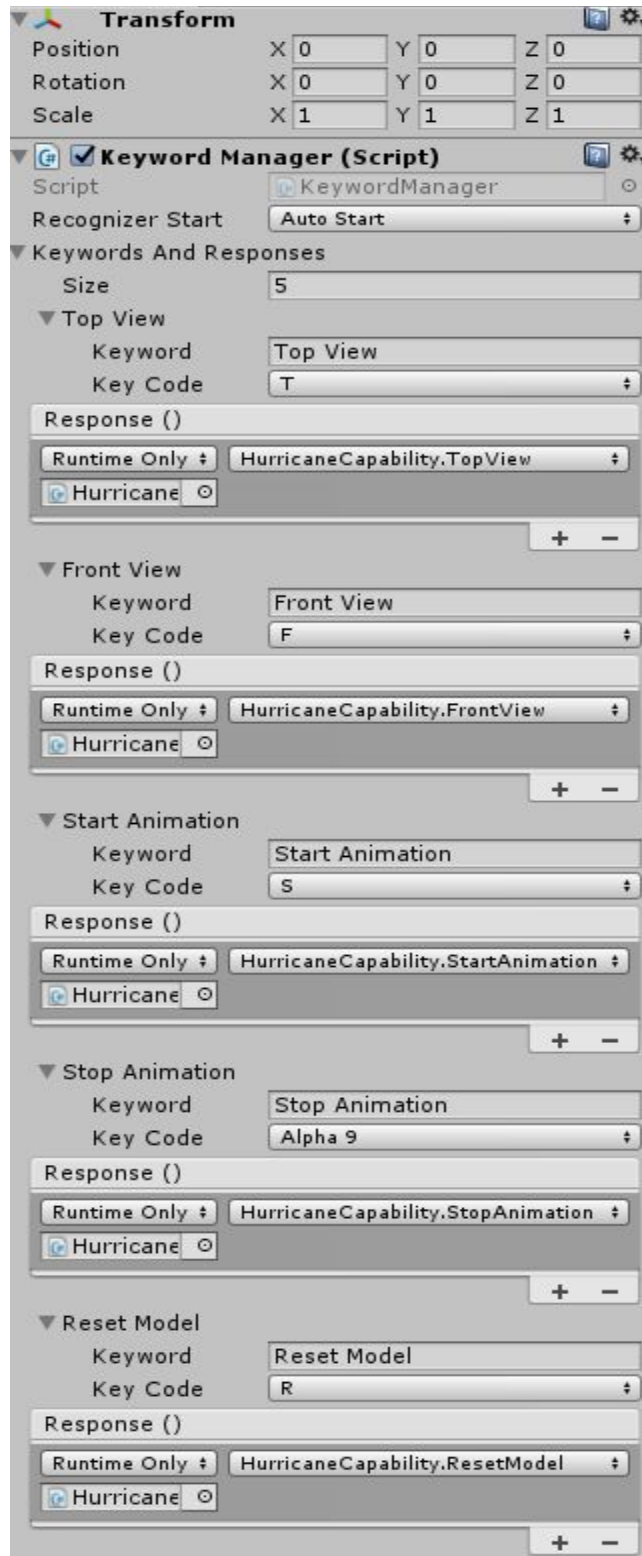 Transform
Position X 0 Y 0 Z 0
Rotation X 0 Y 0 Z 0
Scale X 1 Y 1 Z 1
Keyword Manager (Script)
Script KeywordManager
Recognizer Start Auto Start
Keywords And Responses
Size 5
Top View
Keyword Top View
Key Code T
Response ()
Runtime Only HurricaneCapability.TopView
Hurricane
+ −
Front View
Keyword Front View
Key Code F
Response ()
Runtime Only HurricaneCapability.FrontView
Hurricane
+ −
Start Animation
Keyword Start Animation
Key Code S
Response ()
Runtime Only HurricaneCapability.StartAnimation
Hurricane
+ −
Stop Animation
Keyword Stop Animation
Key Code Alpha 9
Response ()
Runtime Only HurricaneCapability.StopAnimation
Hurricane
+ −
Reset Model
Keyword Reset Model
Key Code R
Response ()
Runtime Only HurricaneCapability.ResetModel
Hurricane
+ −